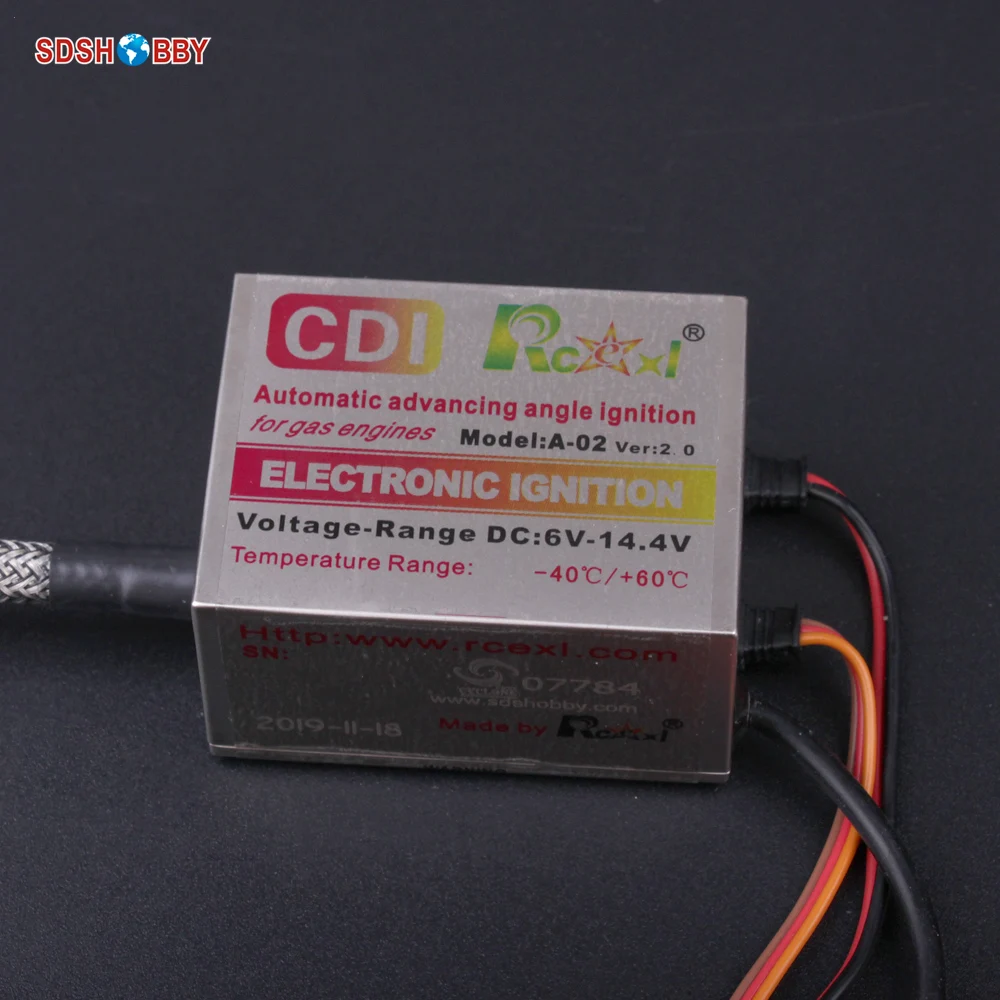 SDSHOBBY
CDI Rcexl®
Automatic advancing angle ignition
for gas engines Model:A-02 Ver:2.0
ELECTRONIC IGNITION
Voltage-Range DC:6V-14.4V
Temperature Range: -40℃/+60℃
Http:www.rcexl.com
SN: 07784
www.sdshobby.com
2019-11-18 Made by Rcexl®